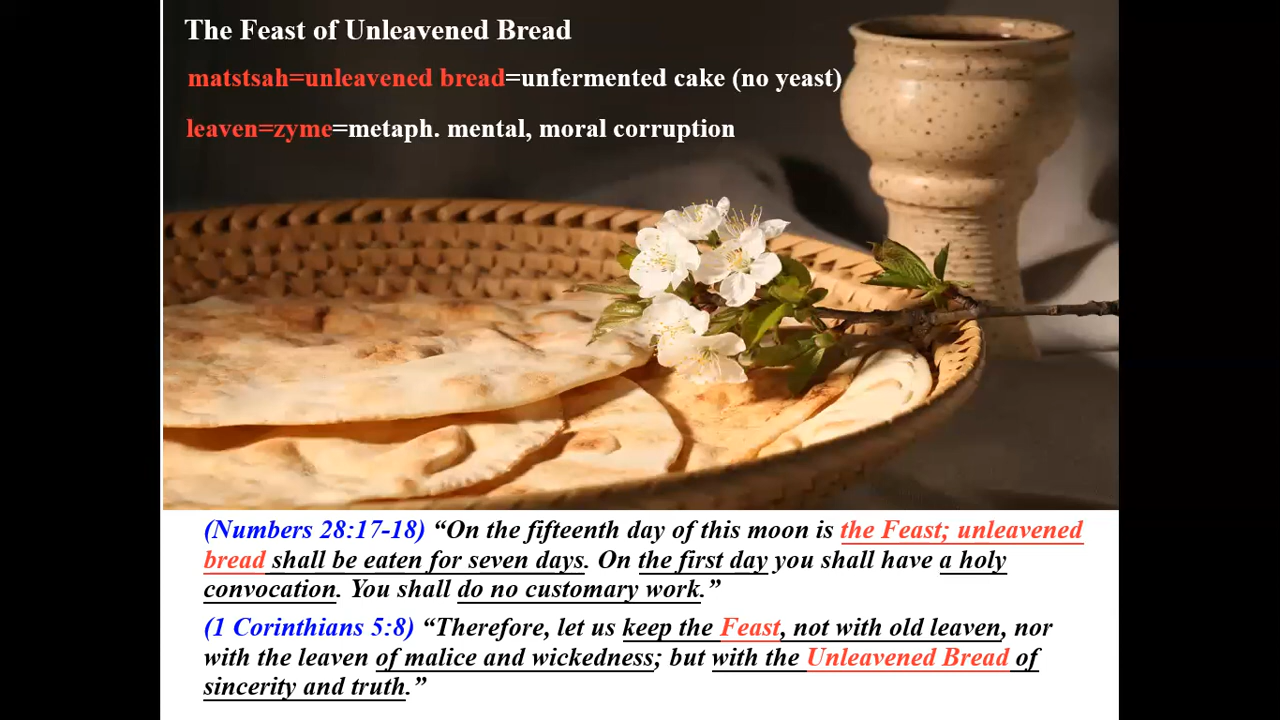 The Feast of Unleavened Bread
matstsah=unleavened bread=unfermented cake (no yeast)
leaven=zyme=metaph. mental, moral corruption
(Numbers 28:17-18) “On the fifteenth day of this moon is the Feast; unleavened
bread shall be eaten for seven days. On the first day you shall have a holy
convocation. You shall do no customary work.”
(1 Corinthians 5:8) “Therefore, let us keep the Feast, not with old leaven, nor
with the leaven of malice and wickedness; but with the Unleavened Bread of
sincerity and truth.”